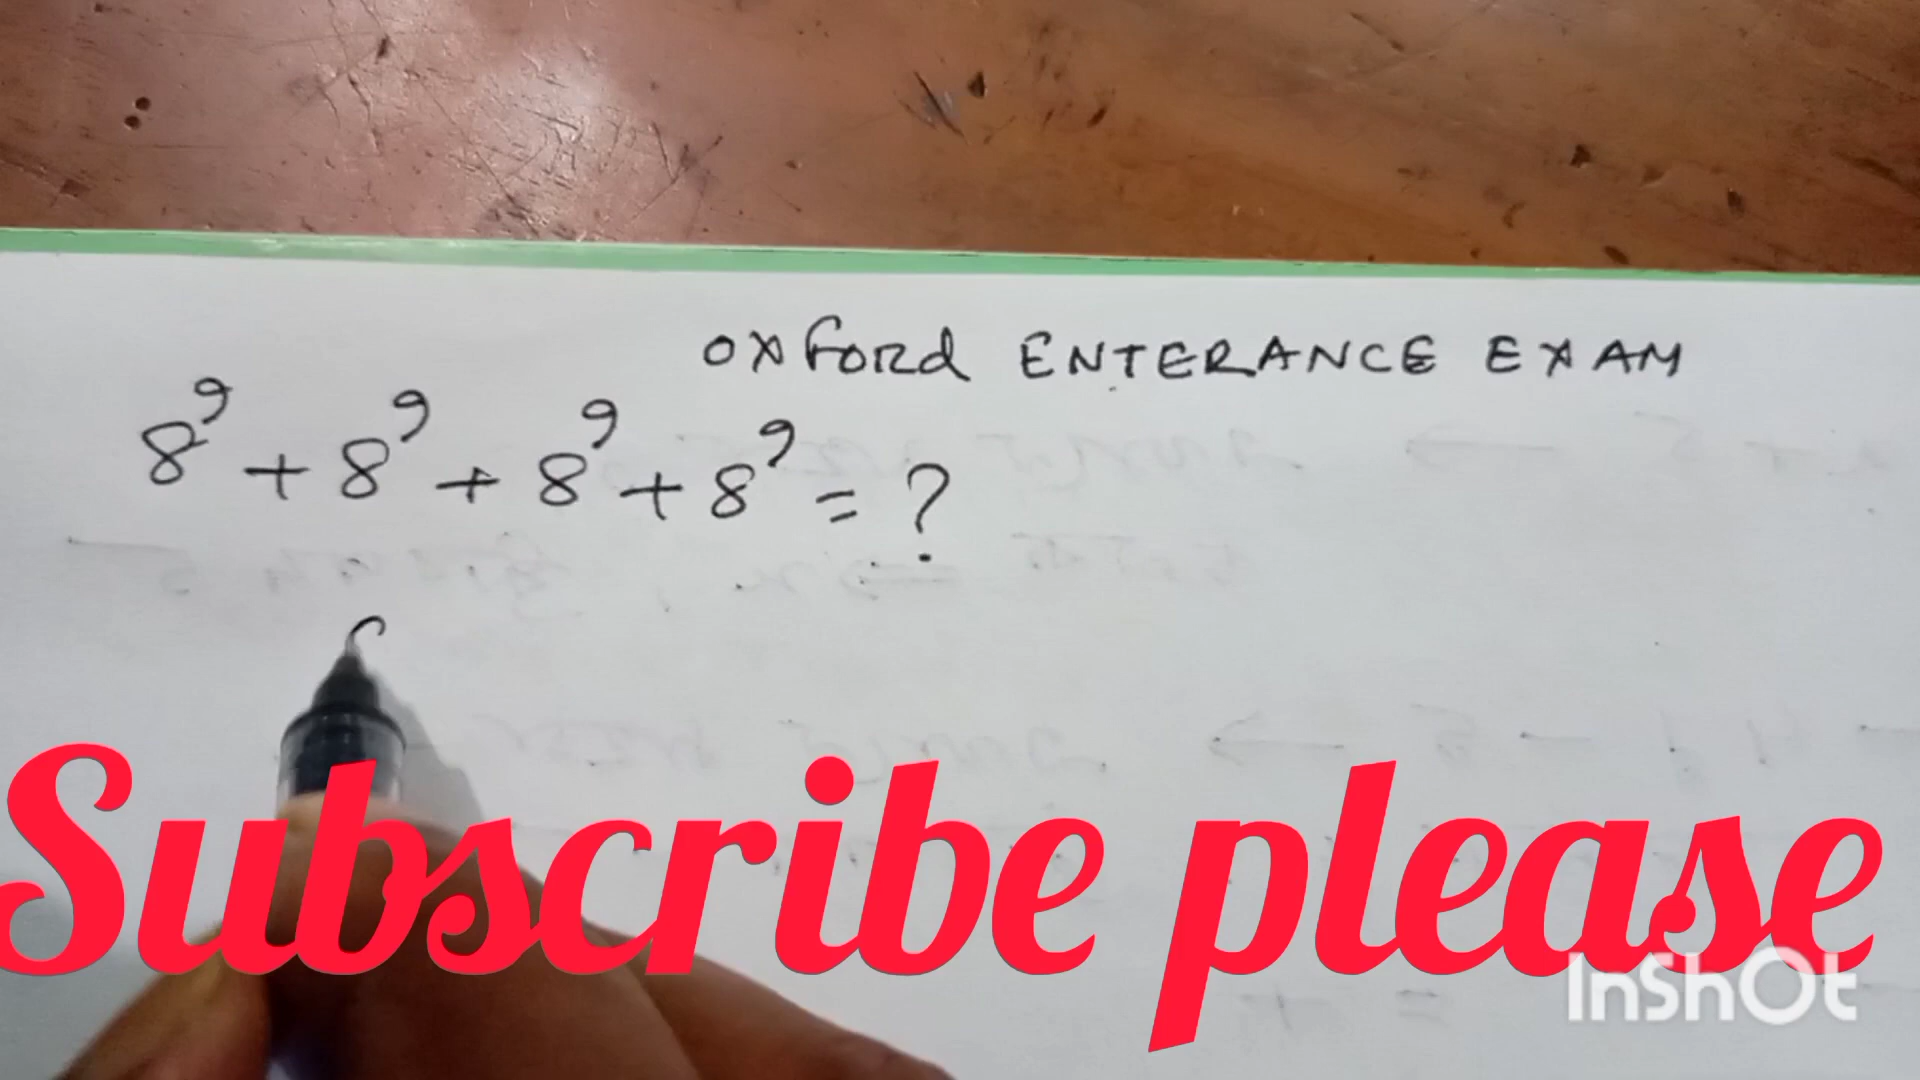 Oxford ENTERANCE EXAM
8⁹ + 8⁹ + 8⁹ + 8⁹ = ?
Subscribe please
InShOt